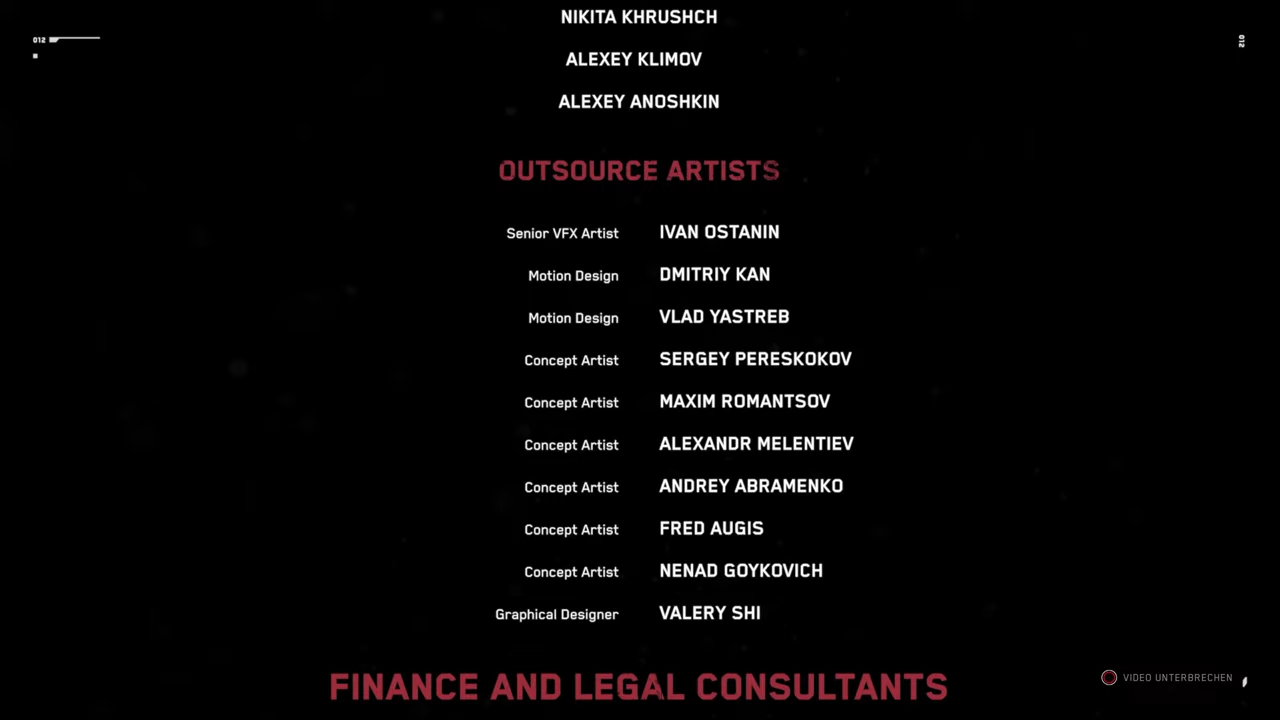 NIKITA KHRUSHCH
012
012
ALEXEY KLIMOV
ALEXEY ANOSHKIN
OUTSOURCE ARTISTS
Senior VFX Artist IVAN OSTANIN
Motion Design DMITRIY KAN
Motion Design VLAD YASTREB
Concept Artist SERGEY PERESKOKOV
Concept Artist MAXIM ROMANTSOV
Concept Artist ALEXANDR MELENTIEV
Concept Artist ANDREY ABRAMENKO
Concept Artist FRED AUGIS
Concept Artist NENAD GOYKOVICH
Graphical Designer VALERY SHI
VIDEO UNTERBRECHEN
FINANCE AND LEGAL CONSULTANTS